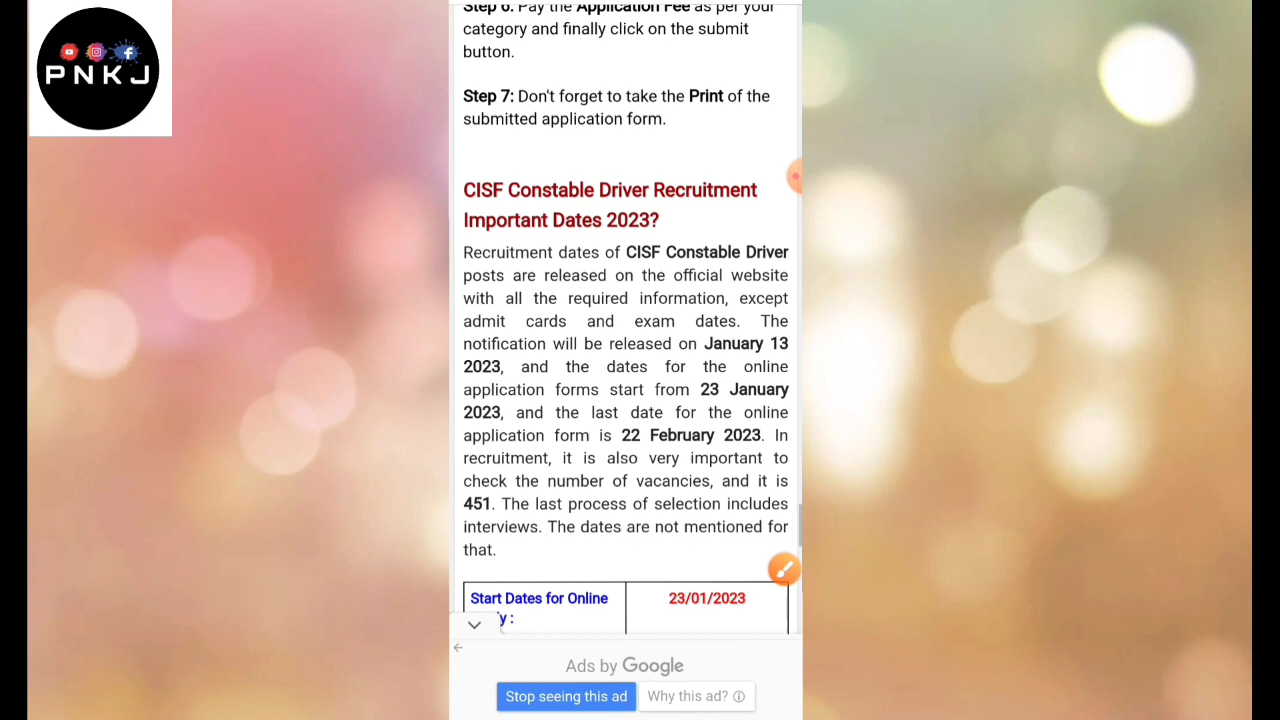 PNKJ
Step 6: Pay the Application Fee as per your
category and finally click on the submit
button.
Step 7: Don't forget to take the Print of the
submitted application form.
CISF Constable Driver Recruitment
Important Dates 2023?
Recruitment dates of CISF Constable Driver
posts are released on the official website
with all the required information, except
admit cards and exam dates. The
notification will be released on January 13
2023, and the dates for the online
application forms start from 23 January
2023, and the last date for the online
application form is 22 February 2023. In
recruitment, it is also very important to
check the number of vacancies, and it is
451. The last process of selection includes
interviews. The dates are not mentioned for
that.
Start Dates for Online
23/01/2023
y :
Ads by Google
Stop seeing this ad
Why this ad?